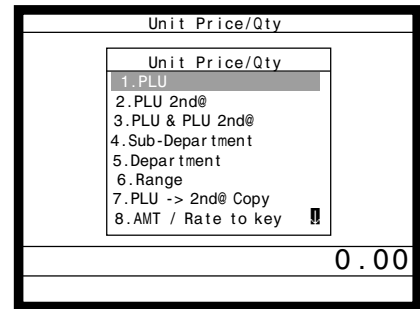 Unit Price/Qty
Unit Price/Qty
1.PLU
2.PLU 2nd@
3.PLU & PLU 2nd@
4.Sub-Department
5.Department
6.Range
7.PLU -> 2nd@ Copy
8.AMT / Rate to key
0.00